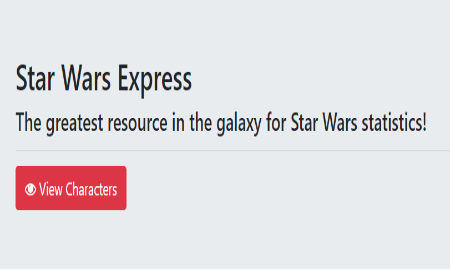 Star Wars Express
The greatest resource in the galaxy for Star Wars statistics!
View Characters